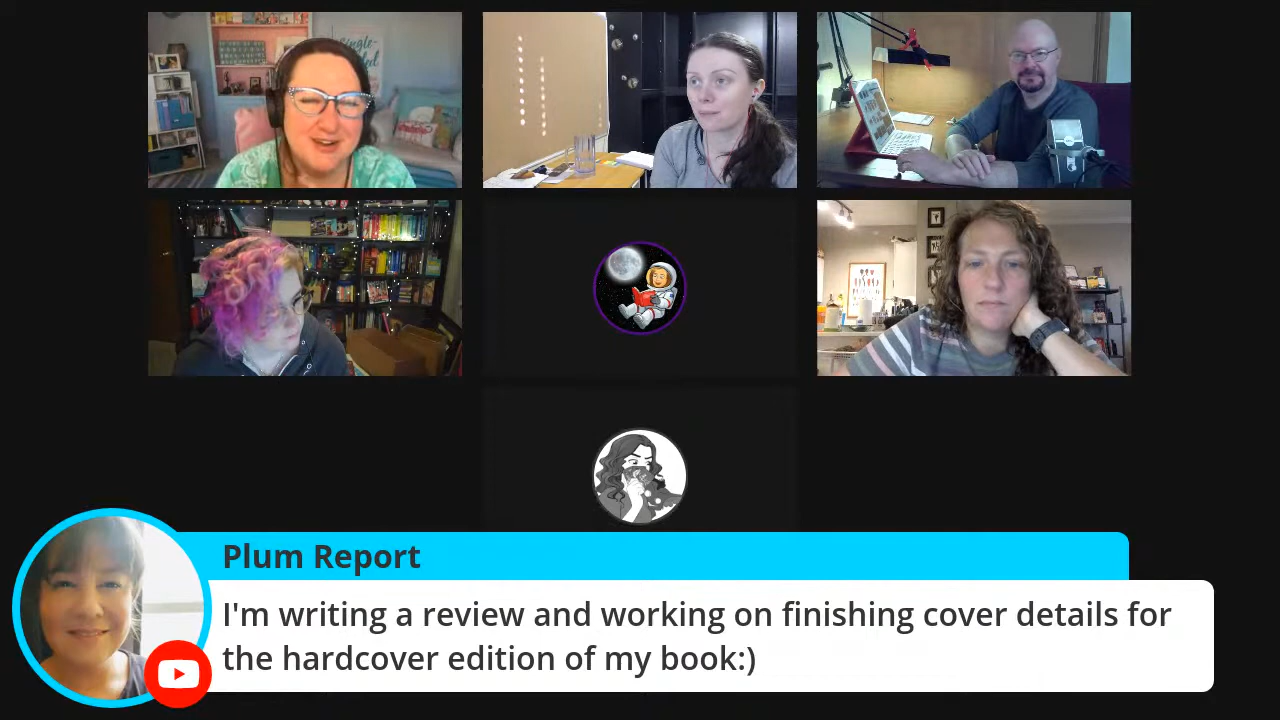 Plum Report
I'm writing a review and working on finishing cover details for
the hardcover edition of my book:)